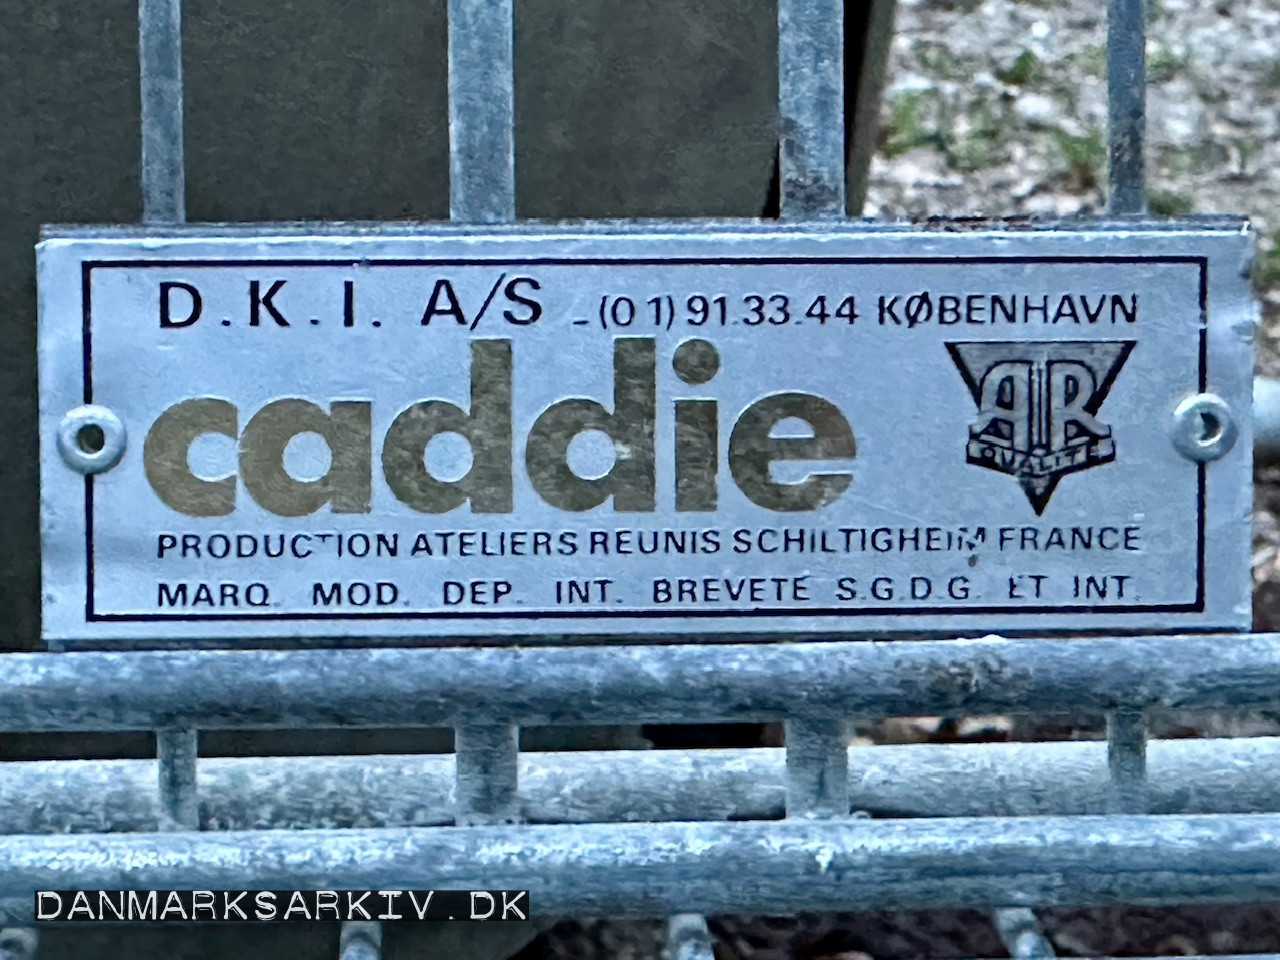 D.K.I. A/S - (01) 91.33.44 KØBENHAVN
caddie
AR
QUALITE
PRODUCTION ATELIERS REUNIS SCHILTIGHEIM FRANCE
MARQ. MOD. DEP. INT. BREVETE S.G.D.G. ET INT.
DANMARKSARKIV.DK